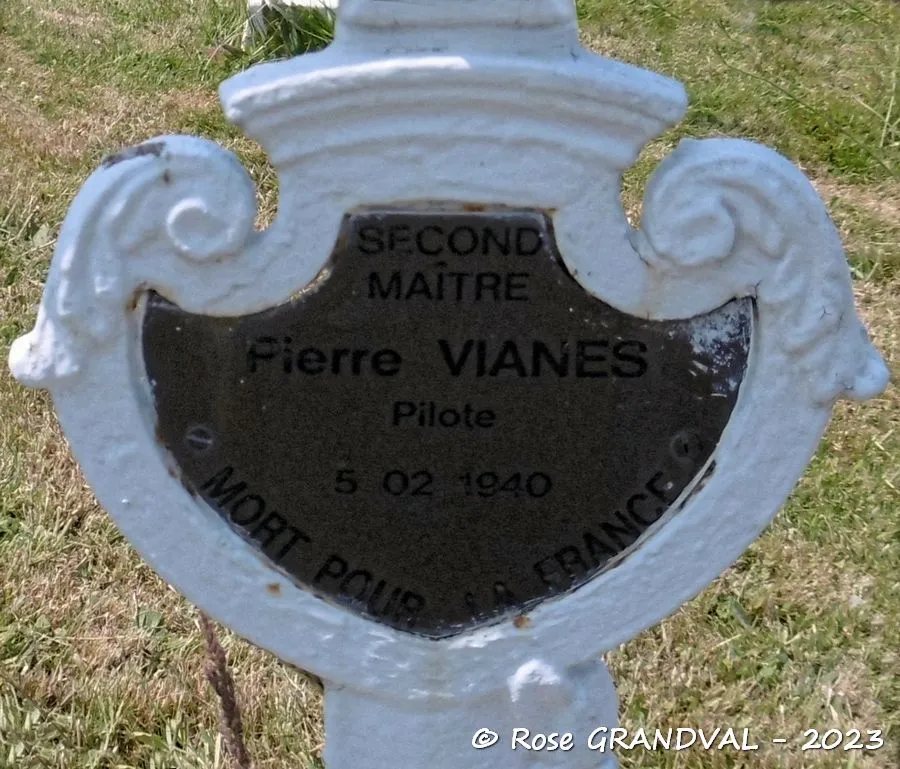 SECOND
MAÎTRE
Pierre VIANES
Pilote
5 02 1940
MORT POUR LA FRANCE
© Rose GRANDVAL - 2023